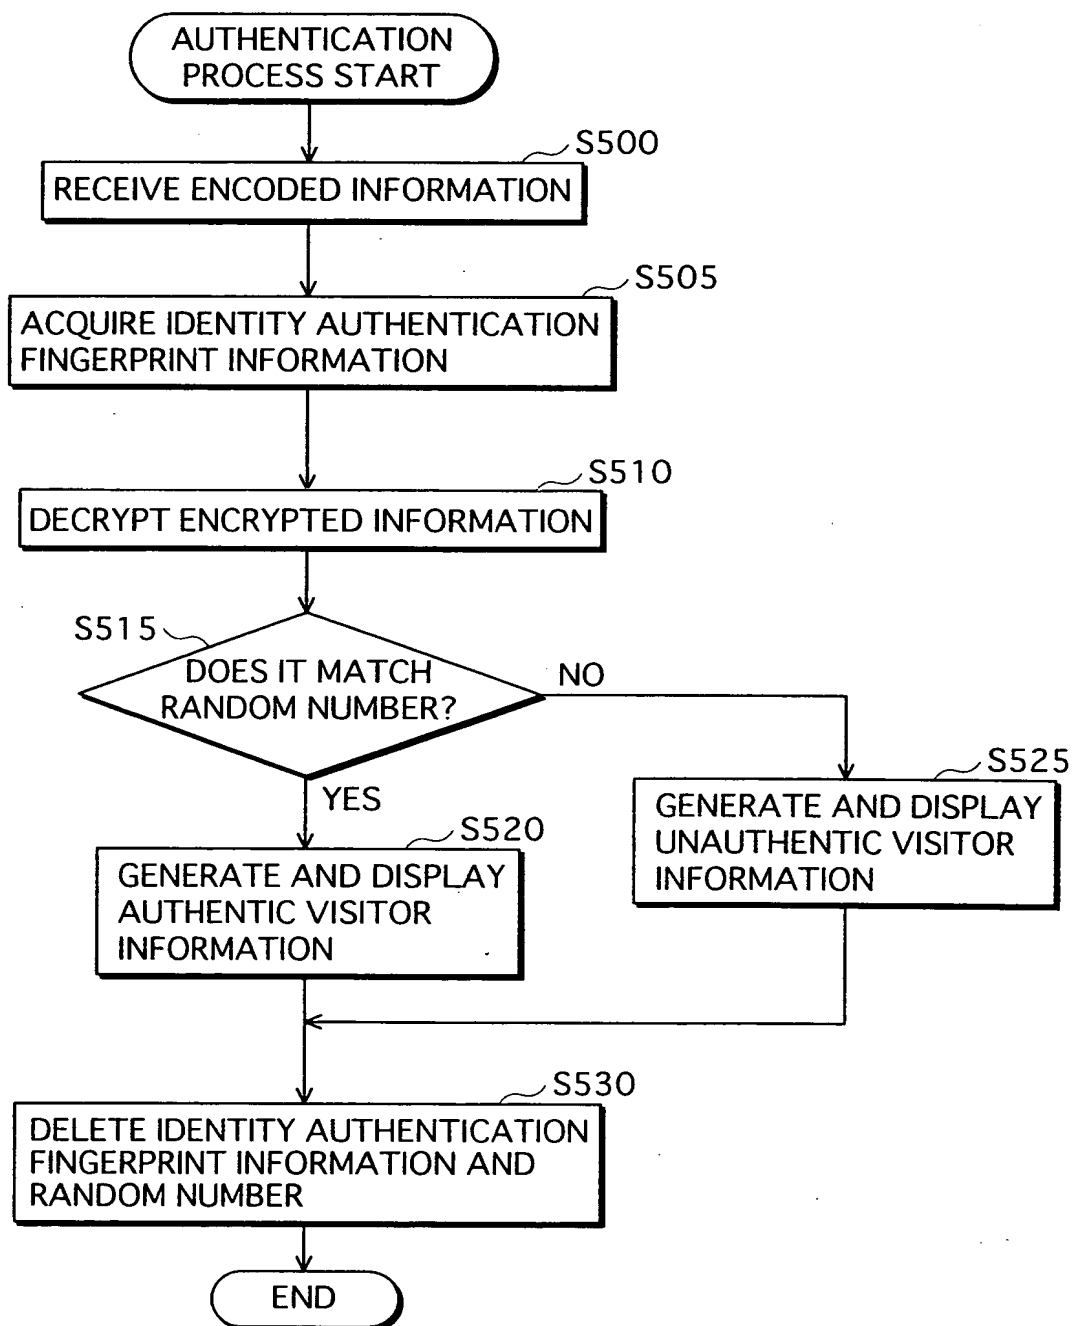 AUTHENTICATION
PROCESS START
S500
RECEIVE ENCODED INFORMATION
S505
ACQUIRE IDENTITY AUTHENTICATION
FINGERPRINT INFORMATION
S510
DECRYPT ENCRYPTED INFORMATION
S515
DOES IT MATCH
RANDOM NUMBER?
NO
YES
S525
GENERATE AND DISPLAY
UNAUTHENTIC VISITOR
INFORMATION
S520
GENERATE AND DISPLAY
AUTHENTIC VISITOR
INFORMATION
S530
DELETE IDENTITY AUTHENTICATION
FINGERPRINT INFORMATION AND
RANDOM NUMBER
END